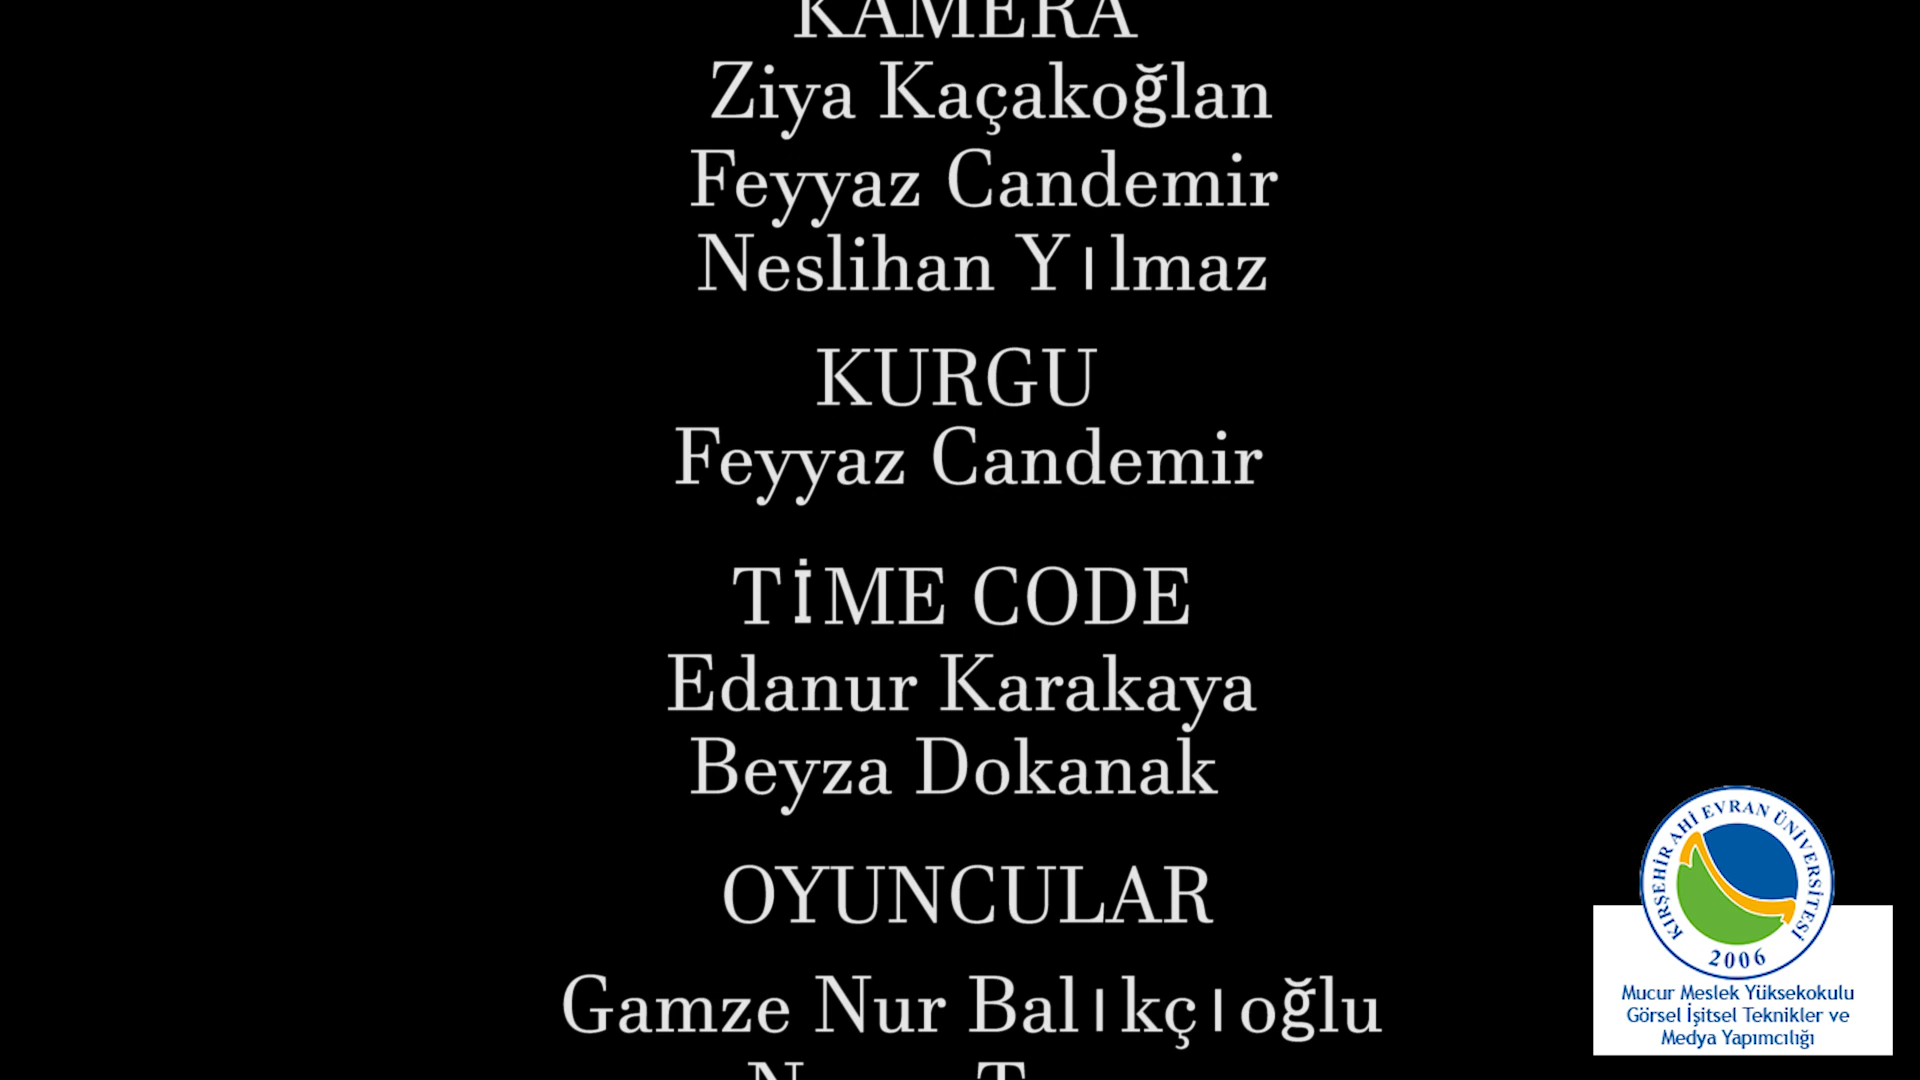 KAMERA
Ziya Kaçakoğlan
Feyyaz Candemir
Neslihan Yılmaz
KURGU
Feyyaz Candemir
TİME CODE
Edanur Karakaya
Beyza Dokanak
OYUNCULAR
Gamze Nur Balıkçıoğlu
KIRŞEHİR AHİ EVRAN ÜNİVERSİTESİ
2006
Mucur Meslek Yüksekokulu
Görsel İşitsel Teknikler ve
Medya Yapımcılığı